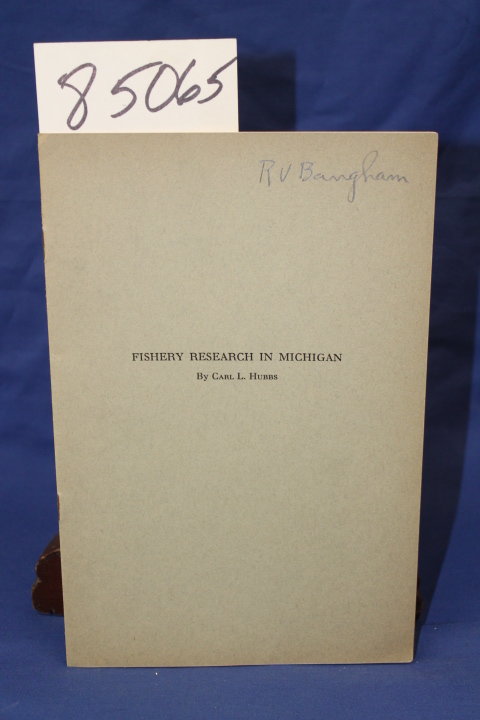 85065
R V Bangham
FISHERY RESEARCH IN MICHIGAN
By Carl L. Hubbs